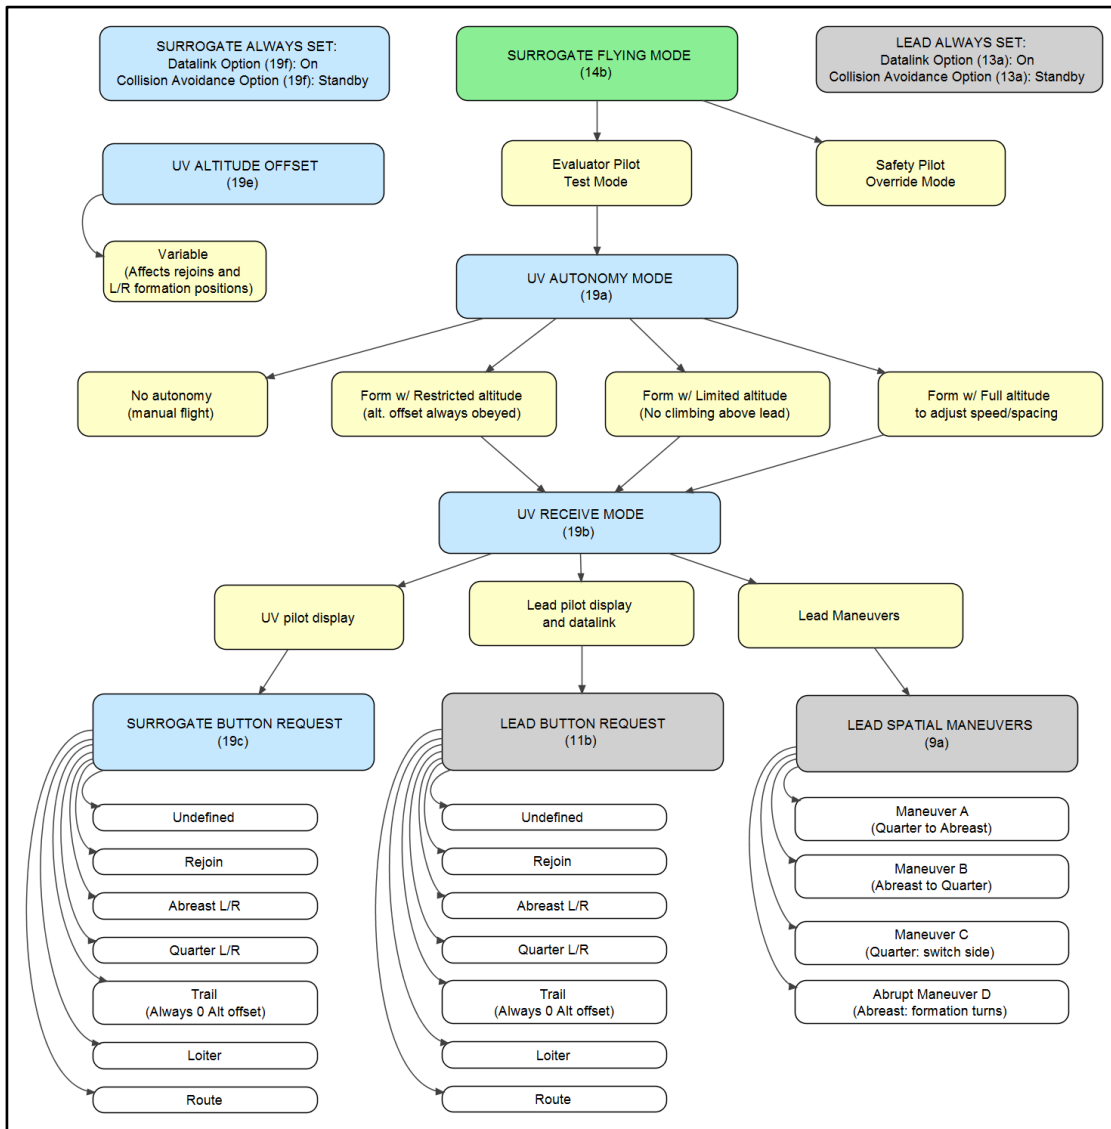 SURROGATE ALWAYS SET:
Datalink Option (19f): On
Collision Avoidance Option (19f): Standby
SURROGATE FLYING MODE
(14b)
LEAD ALWAYS SET:
Datalink Option (13a): On
Collision Avoidance Option (13a): Standby
UV ALTITUDE OFFSET
(19e)
Evaluator Pilot
Test Mode
Safety Pilot
Override Mode
Variable
(Affects rejoins and
L/R formation positions)
UV AUTONOMY MODE
(19a)
No autonomy
(manual flight)
Form w/ Restricted altitude
(alt. offset always obeyed)
Form w/ Limited altitude
(No climbing above lead)
Form w/ Full altitude
to adjust speed/spacing
UV RECEIVE MODE
(19b)
UV pilot display
Lead pilot display
and datalink
Lead Maneuvers
SURROGATE BUTTON REQUEST
(19c)
Undefined
Rejoin
Abreast L/R
Quarter L/R
Trail
(Always 0 Alt offset)
Loiter
Route
LEAD BUTTON REQUEST
(11b)
Undefined
Rejoin
Abreast L/R
Quarter L/R
Trail
(Always 0 Alt offset)
Loiter
Route
LEAD SPATIAL MANEUVERS
(9a)
Maneuver A
(Quarter to Abreast)
Maneuver B
(Abreast to Quarter)
Maneuver C
(Quarter: switch side)
Abrupt Maneuver D
(Abreast: formation turns)